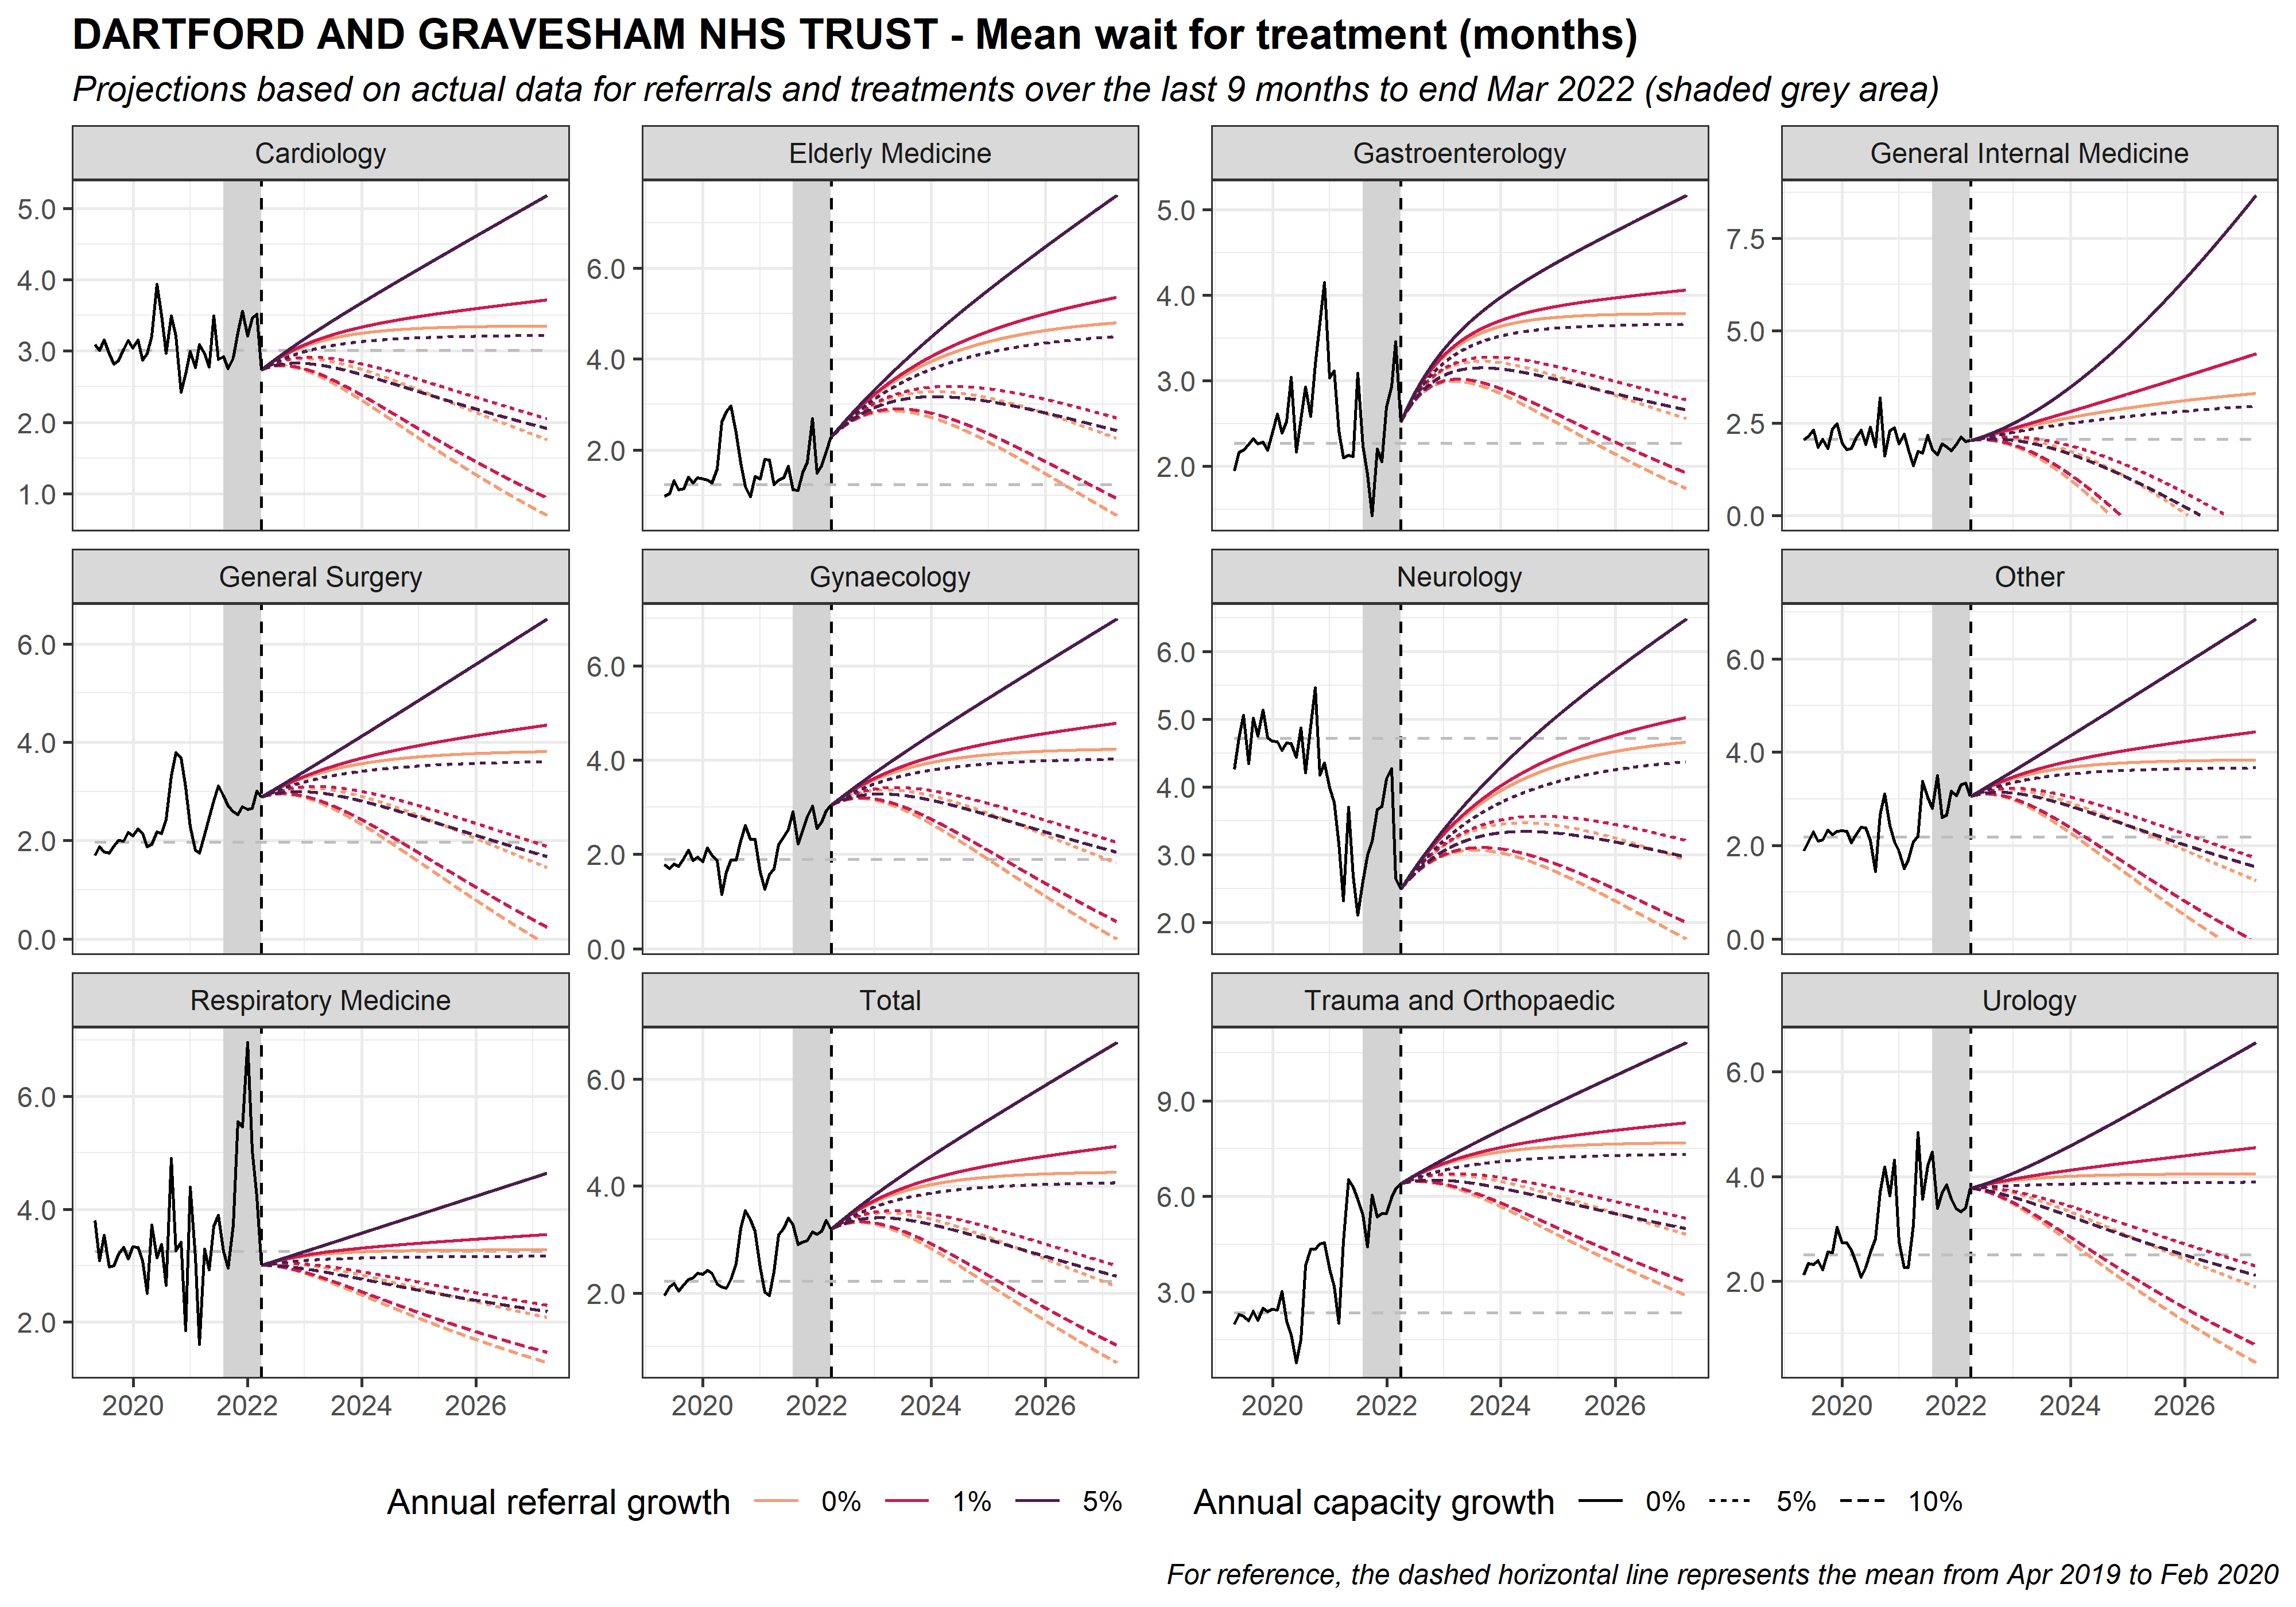 DARTFORD AND GRAVESHAM NHS TRUST - Mean wait for treatment (months)
Projections based on actual data for referrals and treatments over the last 9 months to end Mar 2022 (shaded grey area)
Cardiology
Elderly Medicine
Gastroenterology
General Internal Medicine
5.0
4.0
3.0
2.0
1.0
6.0
4.0
2.0
5.0
4.0
3.0
2.0
7.5
5.0
2.5
0.0
General Surgery
Gynaecology
Neurology
Other
6.0
4.0
2.0
0.0
6.0
4.0
2.0
0.0
6.0
5.0
4.0
3.0
2.0
6.0
4.0
2.0
0.0
Respiratory Medicine
Total
Trauma and Orthopaedic
Urology
6.0
4.0
2.0
6.0
4.0
2.0
9.0
6.0
3.0
6.0
4.0
2.0
2020 2022 2024 2026
2020 2022 2024 2026
2020 2022 2024 2026
2020 2022 2024 2026
Annual referral growth 0% 1% 5%
Annual capacity growth 0% 5% 10%
For reference, the dashed horizontal line represents the mean from Apr 2019 to Feb 2020